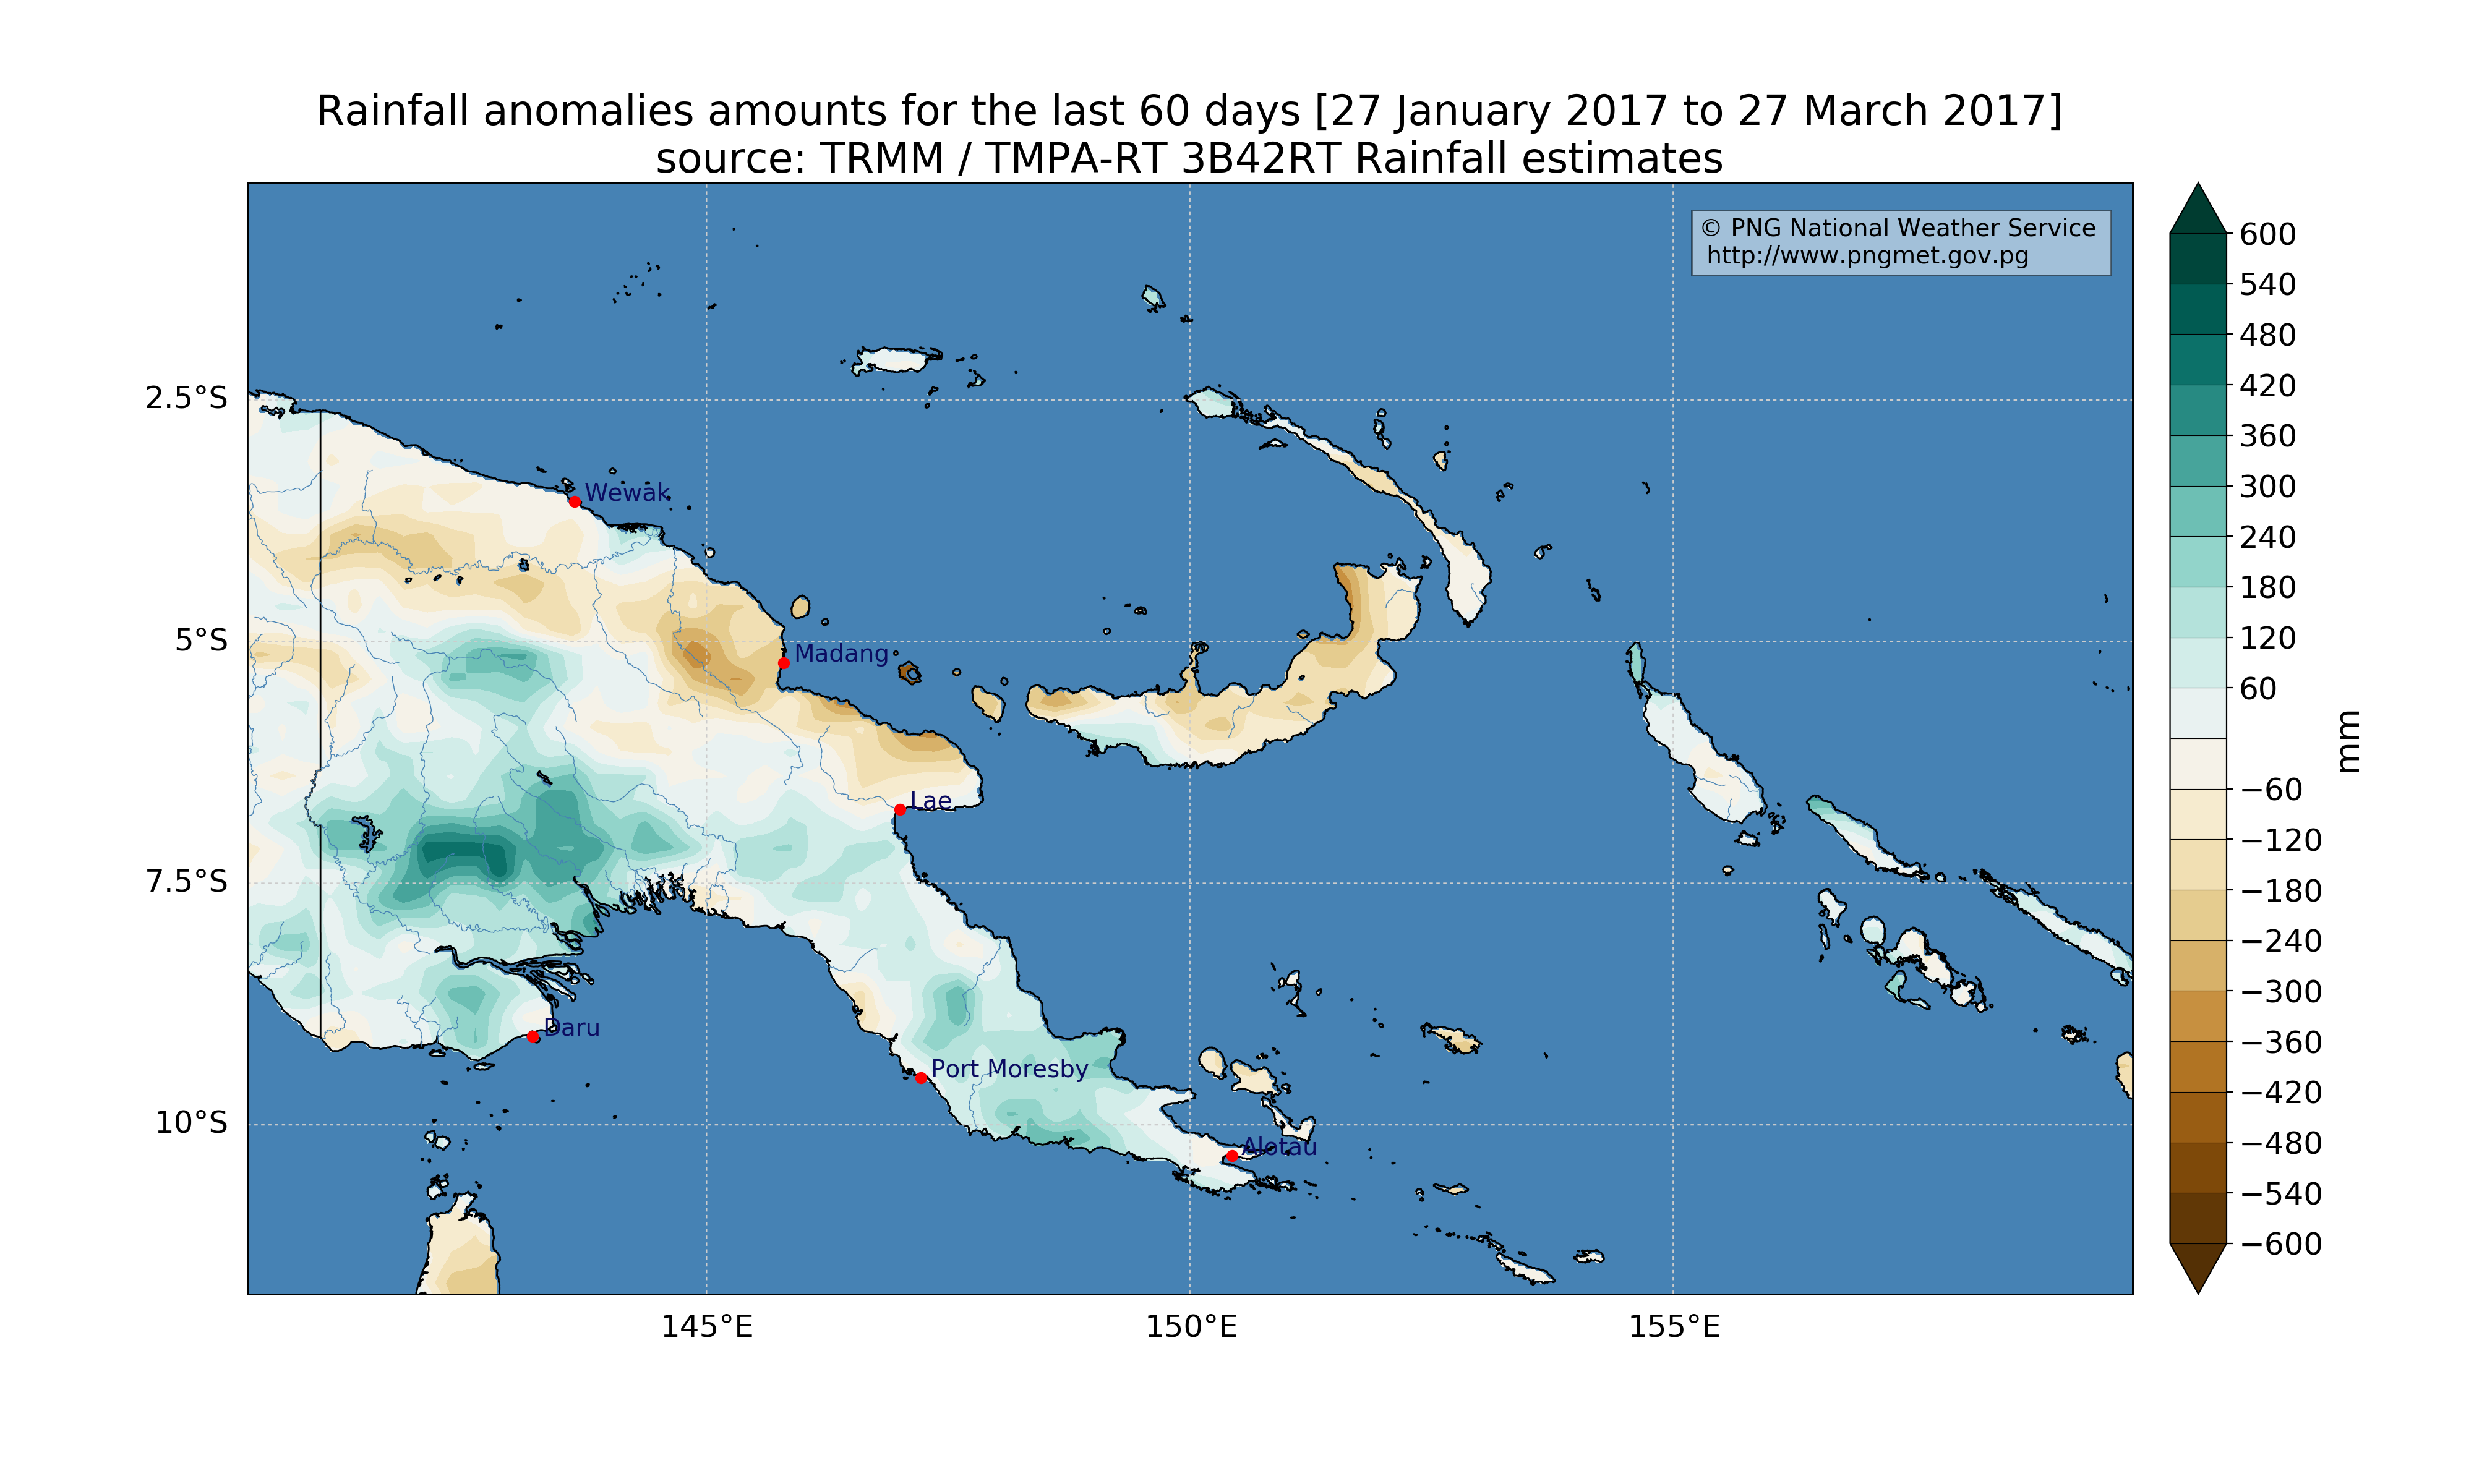 Rainfall anomalies amounts for the last 60 days [27 January 2017 to 27 March 2017]
source: TRMM / TMPA-RT 3B42RT Rainfall estimates
© PNG National Weather Service
http://www.pngmet.gov.pg
2.5°S
5°S
7.5°S
10°S
Wewak
Madang
Lae
Daru
Port Moresby
Alotau
145°E
150°E
155°E
600
540
480
420
360
300
240
180
120
60
−60
−120
−180
−240
−300
−360
−420
−480
−540
−600
mm